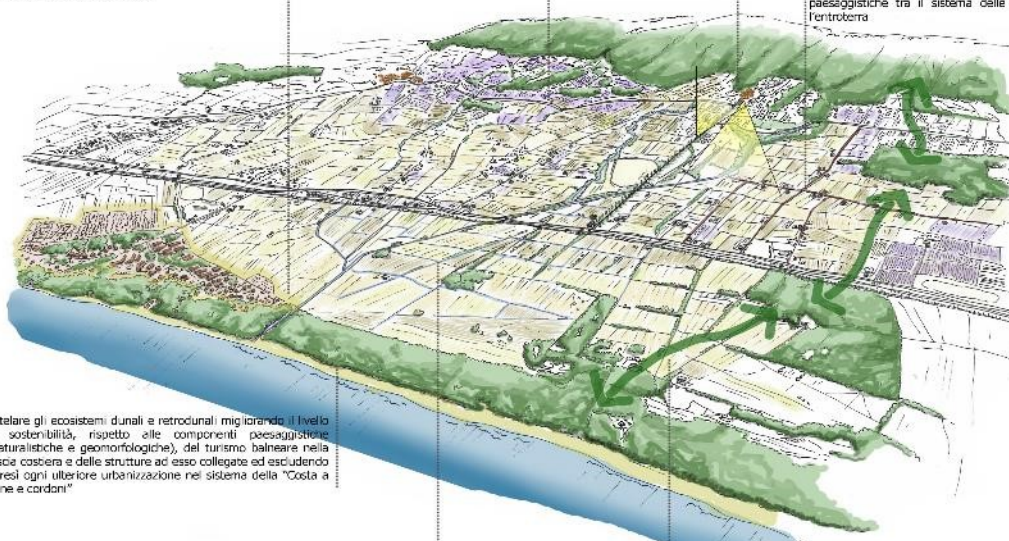 paesaggistiche tra il sistema delle
l'entroterra
telare gli ecosistemi dunali e retrodunali migliorando il livello
sostenibilità, rispetto alle componenti paesaggistiche
aturalistiche e geomorfologiche), del turismo balneare nella
scia costiera e delle strutture ad esso collegate ed escludendo
resì ogni ulteriore urbanizzazione nel sistema della "Costa a
ne e cordoni"